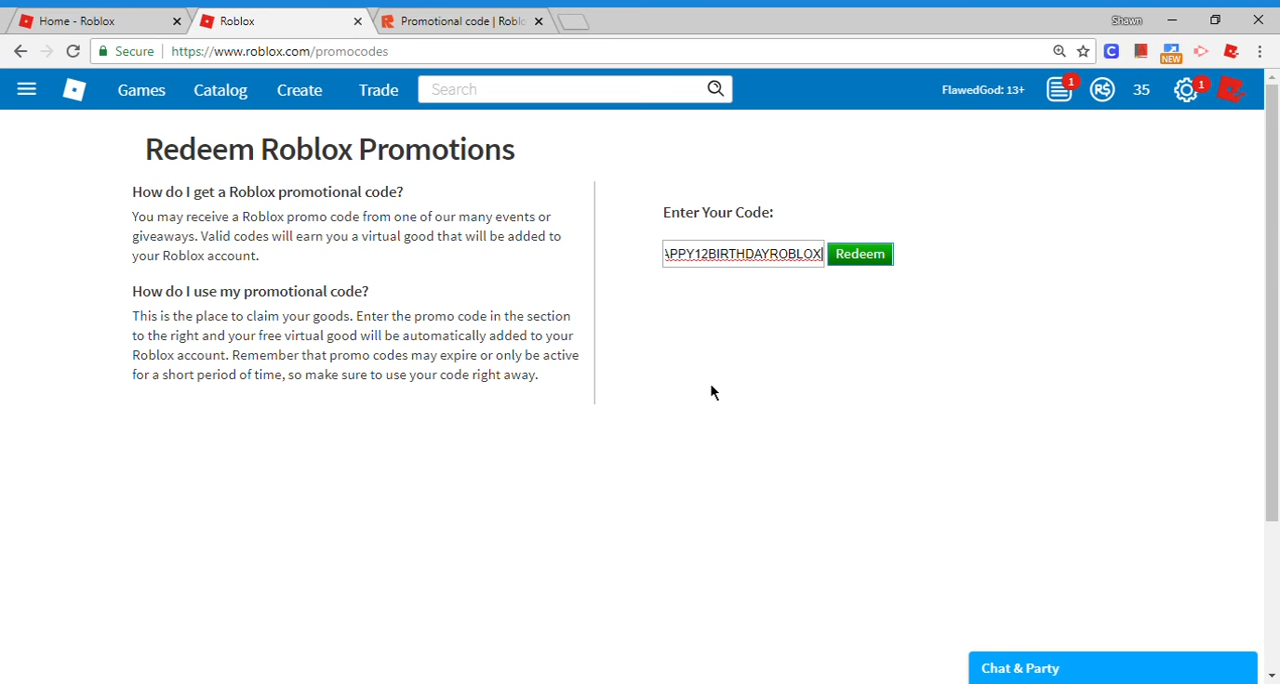 Home - Roblox
Roblox
Promotional code | Roblo
Shawn
Secure
https://www.roblox.com/promocodes
NEW
Games
Catalog
Create
Trade
Search
FlawedGod: 13+
1
R$
35
1
Redeem Roblox Promotions
How do I get a Roblox promotional code?
You may receive a Roblox promo code from one of our many events or
giveaways. Valid codes will earn you a virtual good that will be added to
your Roblox account.
How do I use my promotional code?
This is the place to claim your goods. Enter the promo code in the section
to the right and your free virtual good will be automatically added to your
Roblox account. Remember that promo codes may expire or only be active
for a short period of time, so make sure to use your code right away.
Enter Your Code:
APPY12BIRTHDAYROBLOX
Redeem
Chat & Party